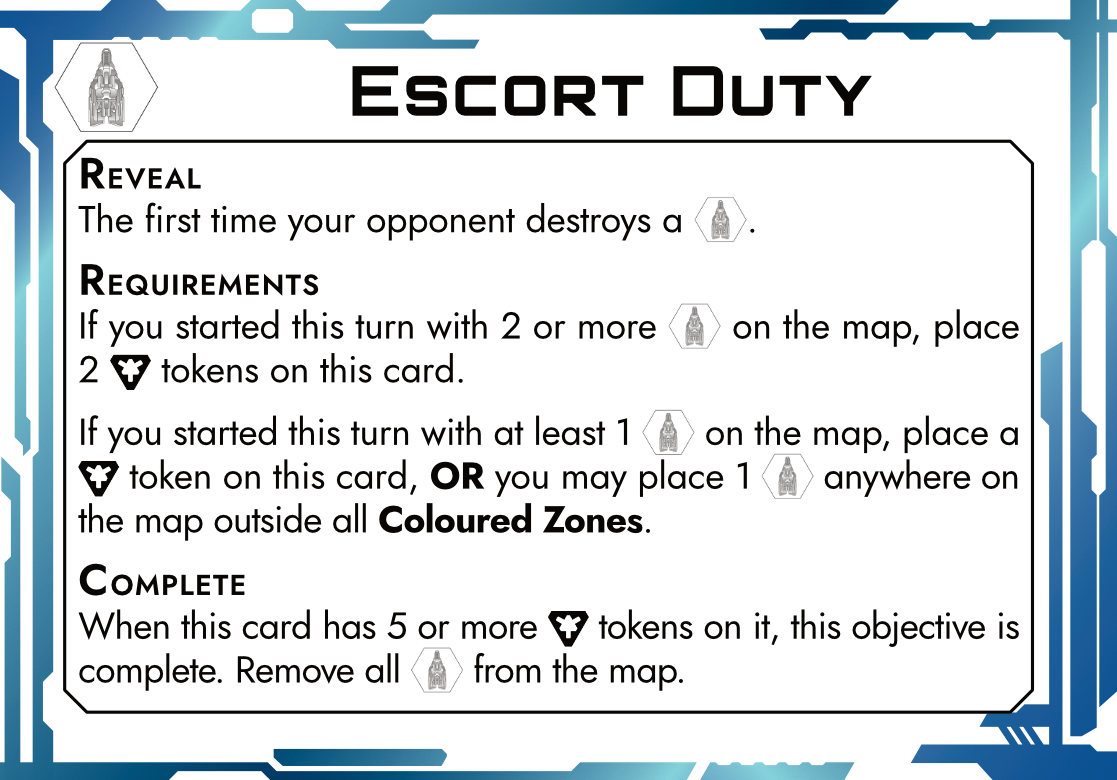 Escort Duty
Reveal
The first time your opponent destroys a .
Requirements
If you started this turn with 2 or more on the map, place
2 tokens on this card.
If you started this turn with at least 1 on the map, place a
token on this card, OR you may place 1 anywhere on
the map outside all Coloured Zones.
Complete
When this card has 5 or more tokens on it, this objective is
complete. Remove all from the map.